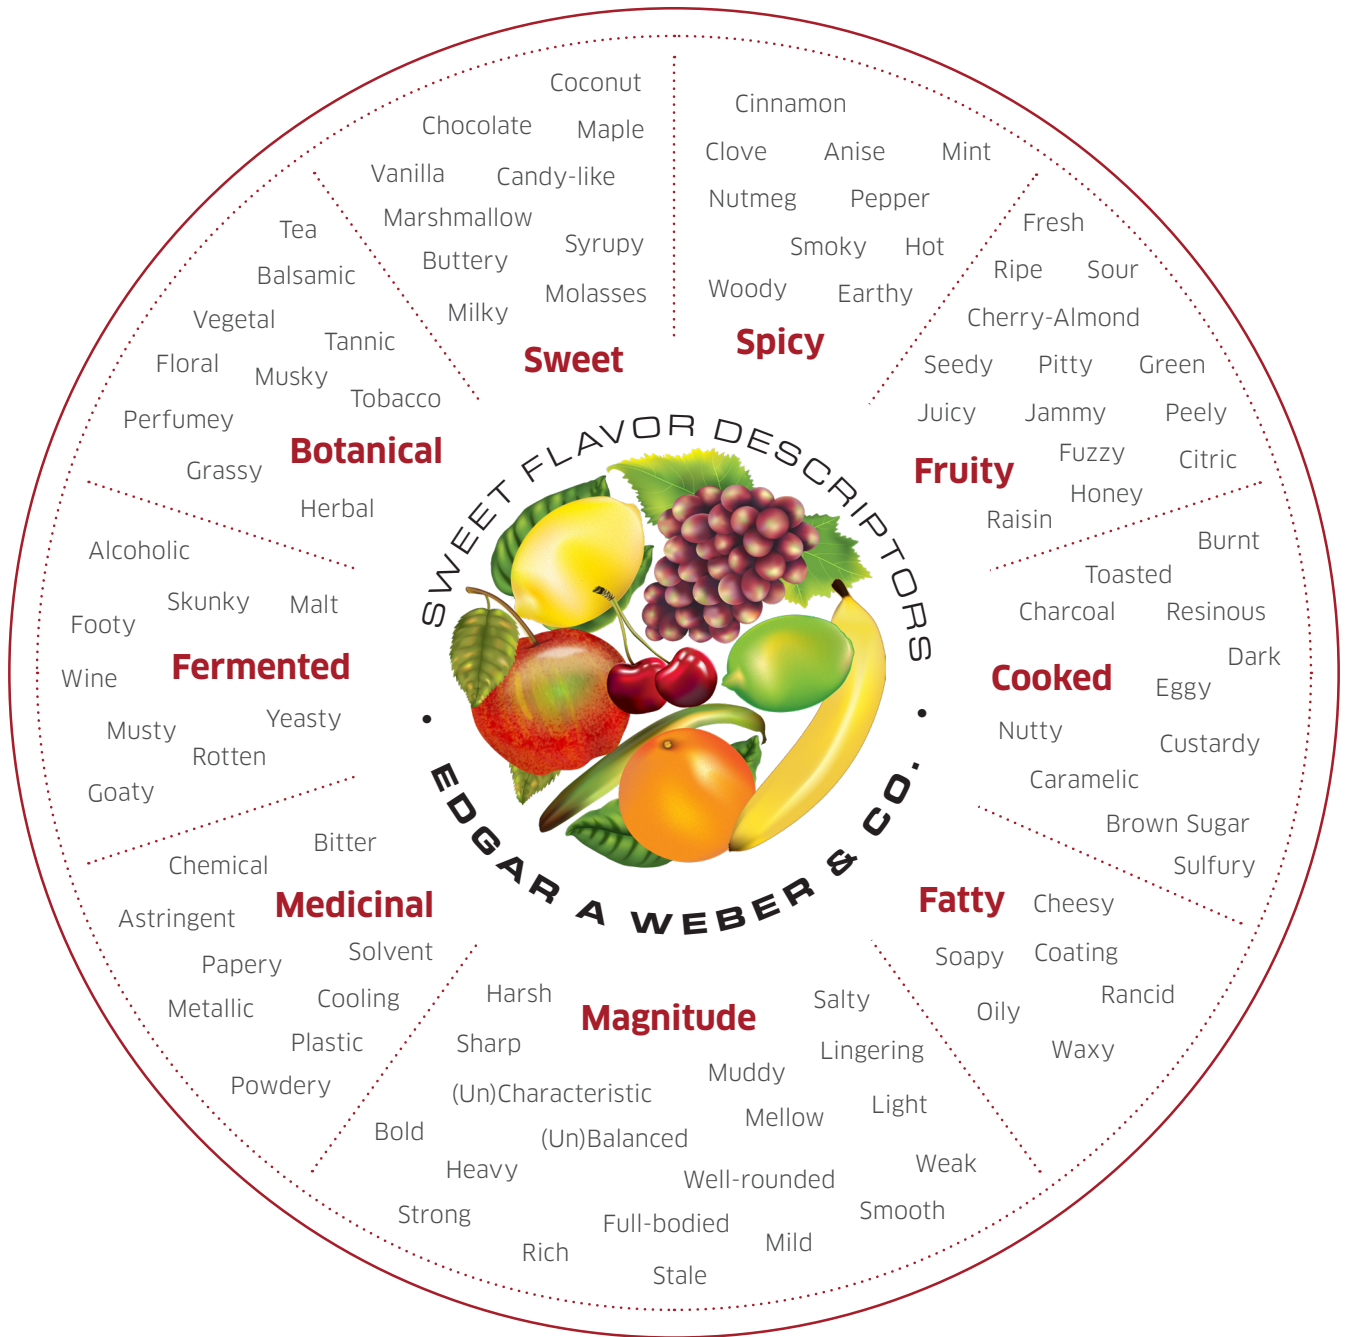 Coconut
Chocolate
Maple
Vanilla
Candy-like
Marshmallow
Syrupy
Buttery
Molasses
Milky
Sweet
Cinnamon
Clove
Anise
Mint
Nutmeg
Pepper
Smoky
Hot
Woody
Earthy
Spicy
Fresh
Ripe
Sour
Cherry-Almond
Seedy
Pitty
Green
Juicy
Jammy
Peely
Fuzzy
Citric
Fruity
Honey
Raisin
Burnt
Toasted
Charcoal
Resinous
Dark
Cooked
Eggy
Nutty
Custardy
Caramelic
Brown Sugar
Sulfury
Fatty
Cheesy
Soapy
Coating
Rancid
Oily
Waxy
Harsh
Magnitude
Salty
Sharp
Lingering
Muddy
(Un)Characteristic
Light
Mellow
Bold
(Un)Balanced
Heavy
Weak
Well-rounded
Strong
Smooth
Full-bodied
Rich
Mild
Stale
Bitter
Chemical
Medicinal
Astringent
Solvent
Papery
Cooling
Metallic
Plastic
Powdery
Alcoholic
Skunky
Malt
Footy
Fermented
Wine
Yeasty
Musty
Rotten
Goaty
Tea
Balsamic
Vegetal
Tannic
Floral
Musky
Tobacco
Perfumey
Botanical
Grassy
Herbal
SWEET FLAVOR DESCRIPTORS
• EDGAR A WEBER & CO. •